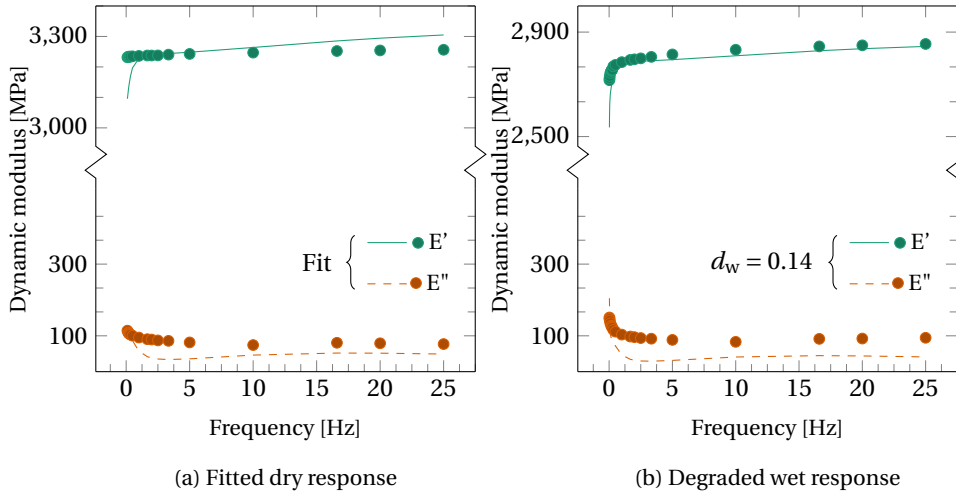 Dynamic modulus [MPa]
3,300
3,000
300
100
Fit
E'
E"
0 5 10 15 20 25
Frequency [Hz]
(a) Fitted dry response
Dynamic modulus [MPa]
2,900
2,500
300
100
d_w = 0.14
E'
E"
0 5 10 15 20 25
Frequency [Hz]
(b) Degraded wet response